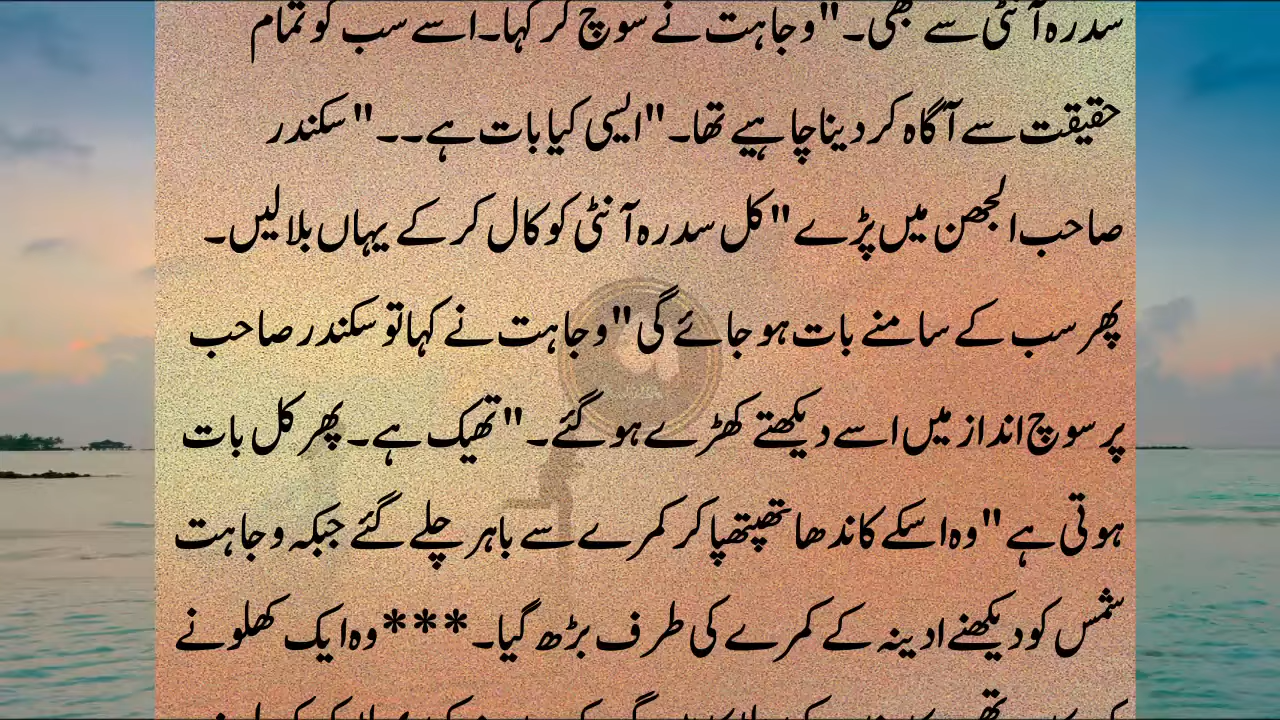 سدرہ آنٹی سے بھی۔"وجاہت نے سوچ کر کہا۔اسے سب کو تمام
حقیقت سے آگاہ کر دینا چاہیے تھا۔"ایسی کیا بات ہے۔۔"سکندر
صاحب الجھن میں پڑے "کل سدرہ آنٹی کو کال کر کے یہاں بلا لیں۔
پھر سب کے سامنے بات ہو جائے گی"وجاہت نے کہا تو سکندر صاحب
پر سوچ انداز میں اسے دیکھتے کھڑے ہو گئے۔"ٹھیک ہے۔پھر کل بات
ہوتی ہے"وہ اسکے کاندھا تھپتھپا کر کمرے سے باہر چلے گئے جبکہ وجاہت
شمس کو دیکھنے ادینہ کے کمرے کی طرف بڑھ گیا۔***وہ ایک کھلونے